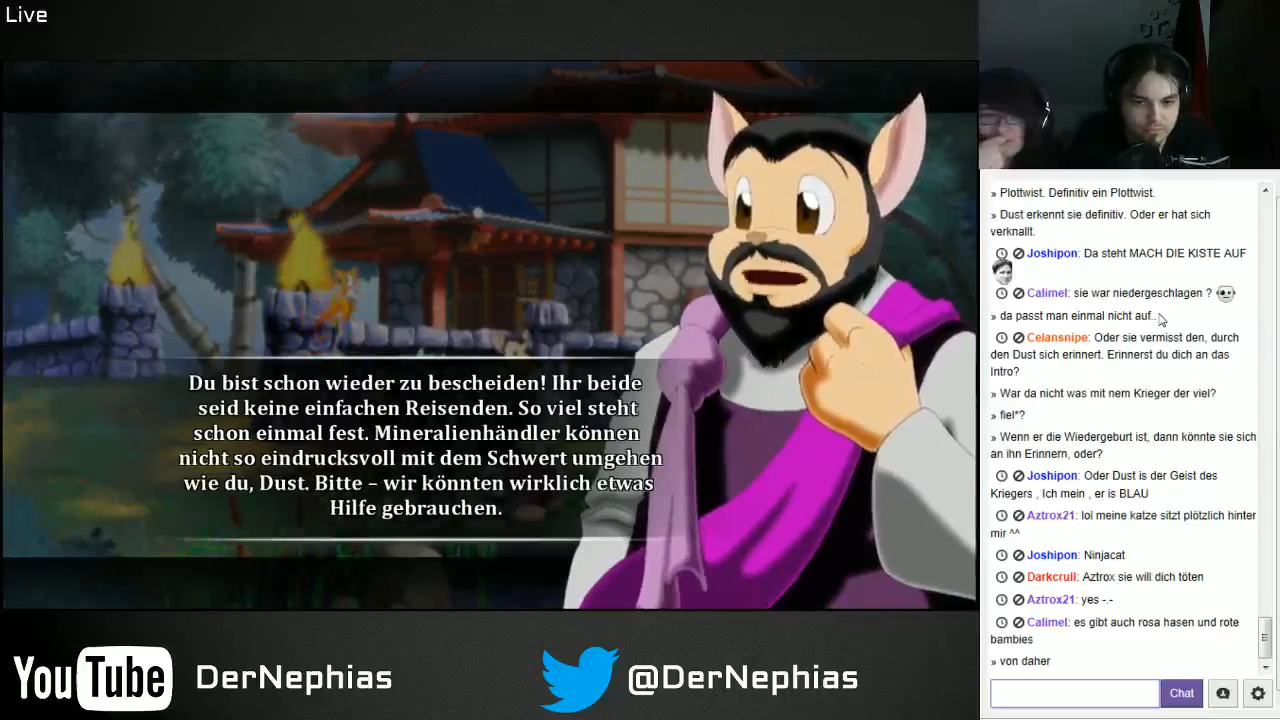 Live
Du bist schon wieder zu bescheiden! Ihr beide
seid keine einfachen Reisenden. So viel steht
schon einmal fest. Mineralienhändler können
nicht so eindrucksvoll mit dem Schwert umgehen
wie du, Dust. Bitte – wir könnten wirklich etwas
Hilfe gebrauchen.
YouTube DerNephias
@DerNephias
» Plottwist. Definitiv ein Plottwist.
» Dust erkennt sie definitiv. Oder er hat sich
verknallt.
Joshipon: Da steht MACH DIE KISTE AUF
Calimel: sie war niedergeschlagen ?
» da passt man einmal nicht auf..
Celansnipe: Oder sie vermisst den, durch
den Dust sich erinnert. Erinnerst du dich an das
Intro?
» War da nicht was mit nem Krieger der viel?
» fiel*?
» Wenn er die Wiedergeburt ist, dann könnte sie sich
an ihn Erinnern, oder?
Joshipon: Oder Dust is der Geist des
Kriegers , Ich mein , er is BLAU
Aztrox21: lol meine katze sitzt plötzlich hinter
mir ^^
Joshipon: Ninjacat
Darkcrull: Aztrox sie will dich töten
Aztrox21: yes -.-
Calimel: es gibt auch rosa hasen und rote
bambies
» von daher
Chat